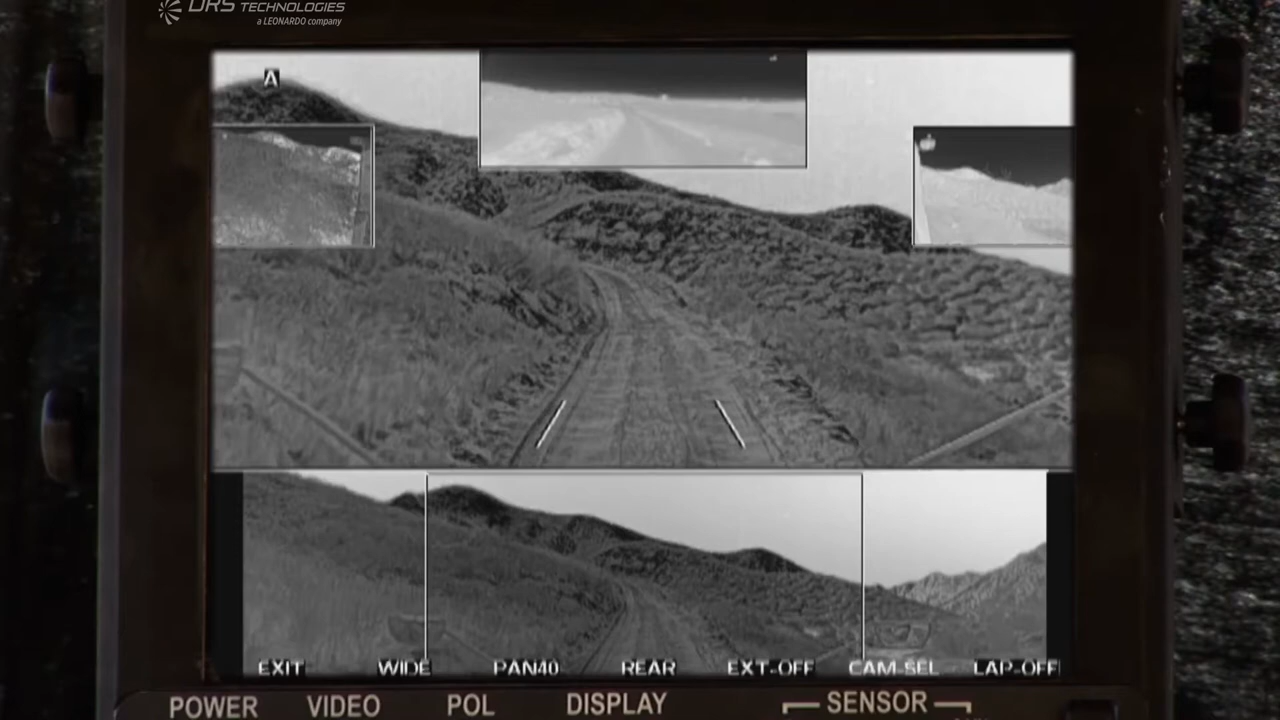 DRS TECHNOLOGIES
a LEONARDO company
A
EXIT WIDE PAN40 REAR EXT-OFF CAM-SEL LAP-OFF
POWER VIDEO POL DISPLAY SENSOR